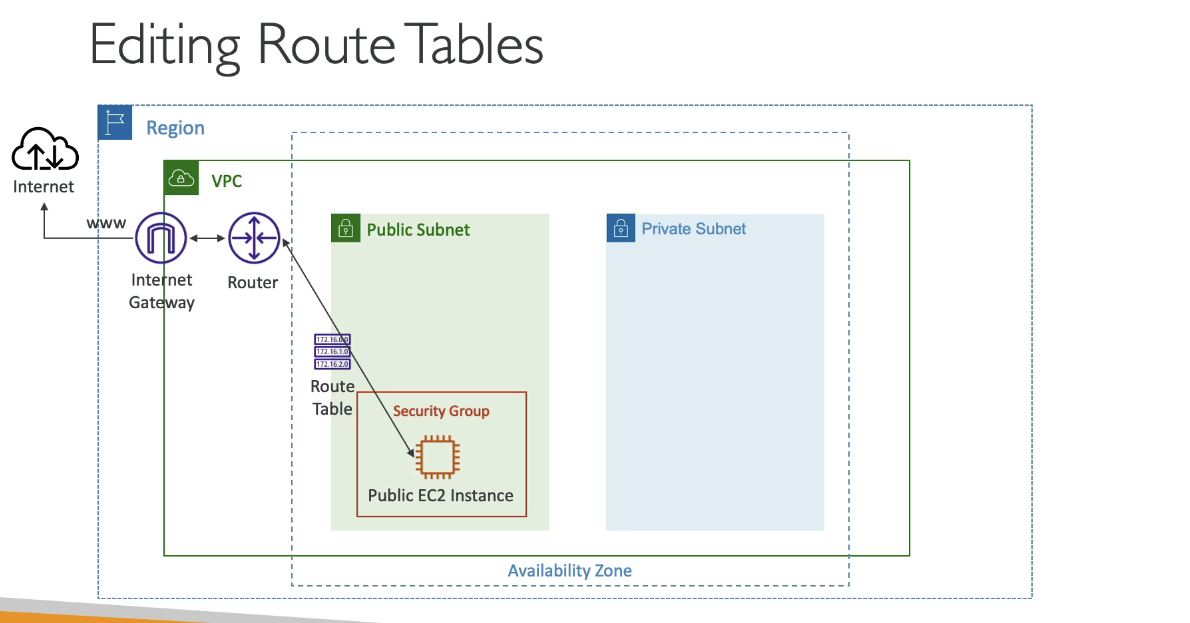 Editing Route Tables
Region
Internet
VPC
www
Public Subnet
Private Subnet
Internet
Gateway
Router
172.16.0.0
172.16.1.0
172.16.2.0
Route
Table
Security Group
Public EC2 Instance
Availability Zone